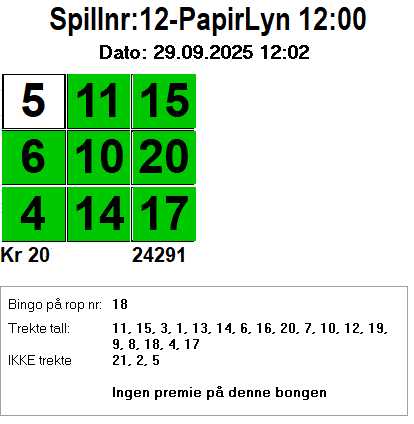 Spillnr:12-PapirLyn 12:00
Dato: 29.09.2025 12:02
5 11 15
6 10 20
4 14 17
Kr 20 24291
Bingo på rop nr: 18
Trekte tall: 11, 15, 3, 1, 13, 14, 6, 16, 20, 7, 10, 12, 19,
9, 8, 18, 4, 17
IKKE trekte 21, 2, 5
Ingen premie på denne bongen